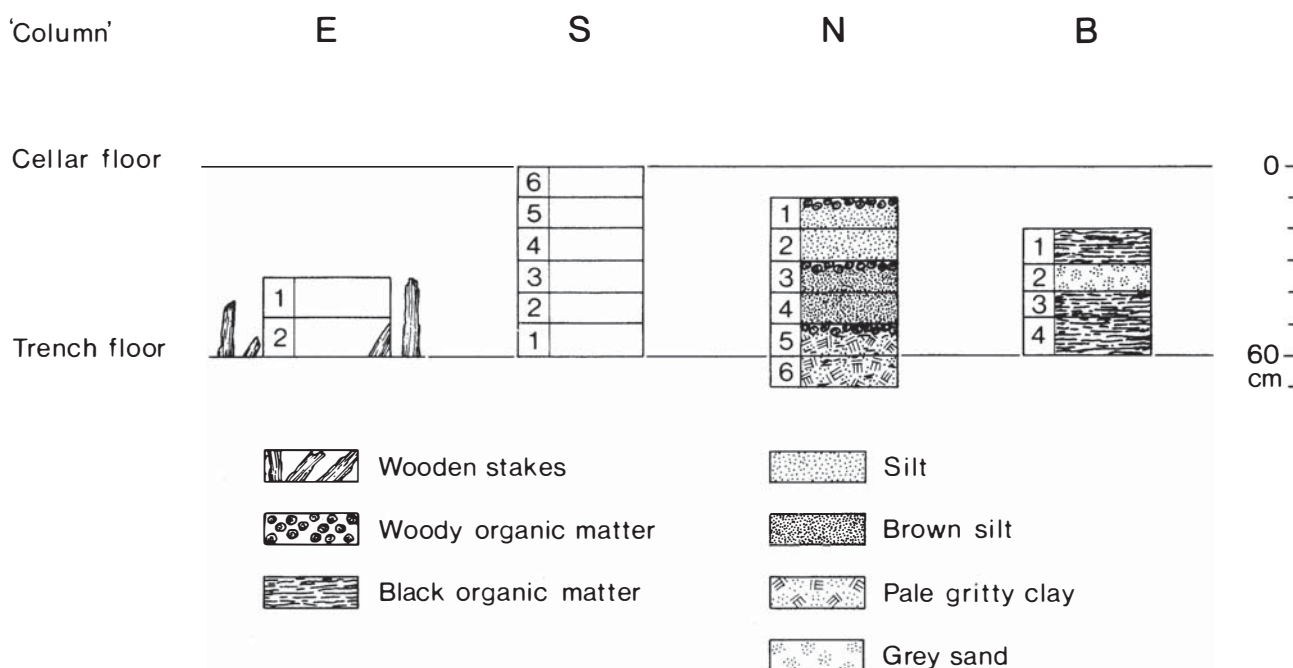 'Column' E S N B
Cellar floor 0
6
5
4
3
2
1
1
2
3
4
5
6
1
2
3
4
1
2
Trench floor 60
cm
Wooden stakes Silt
Woody organic matter Brown silt
Black organic matter Pale gritty clay
Grey sand